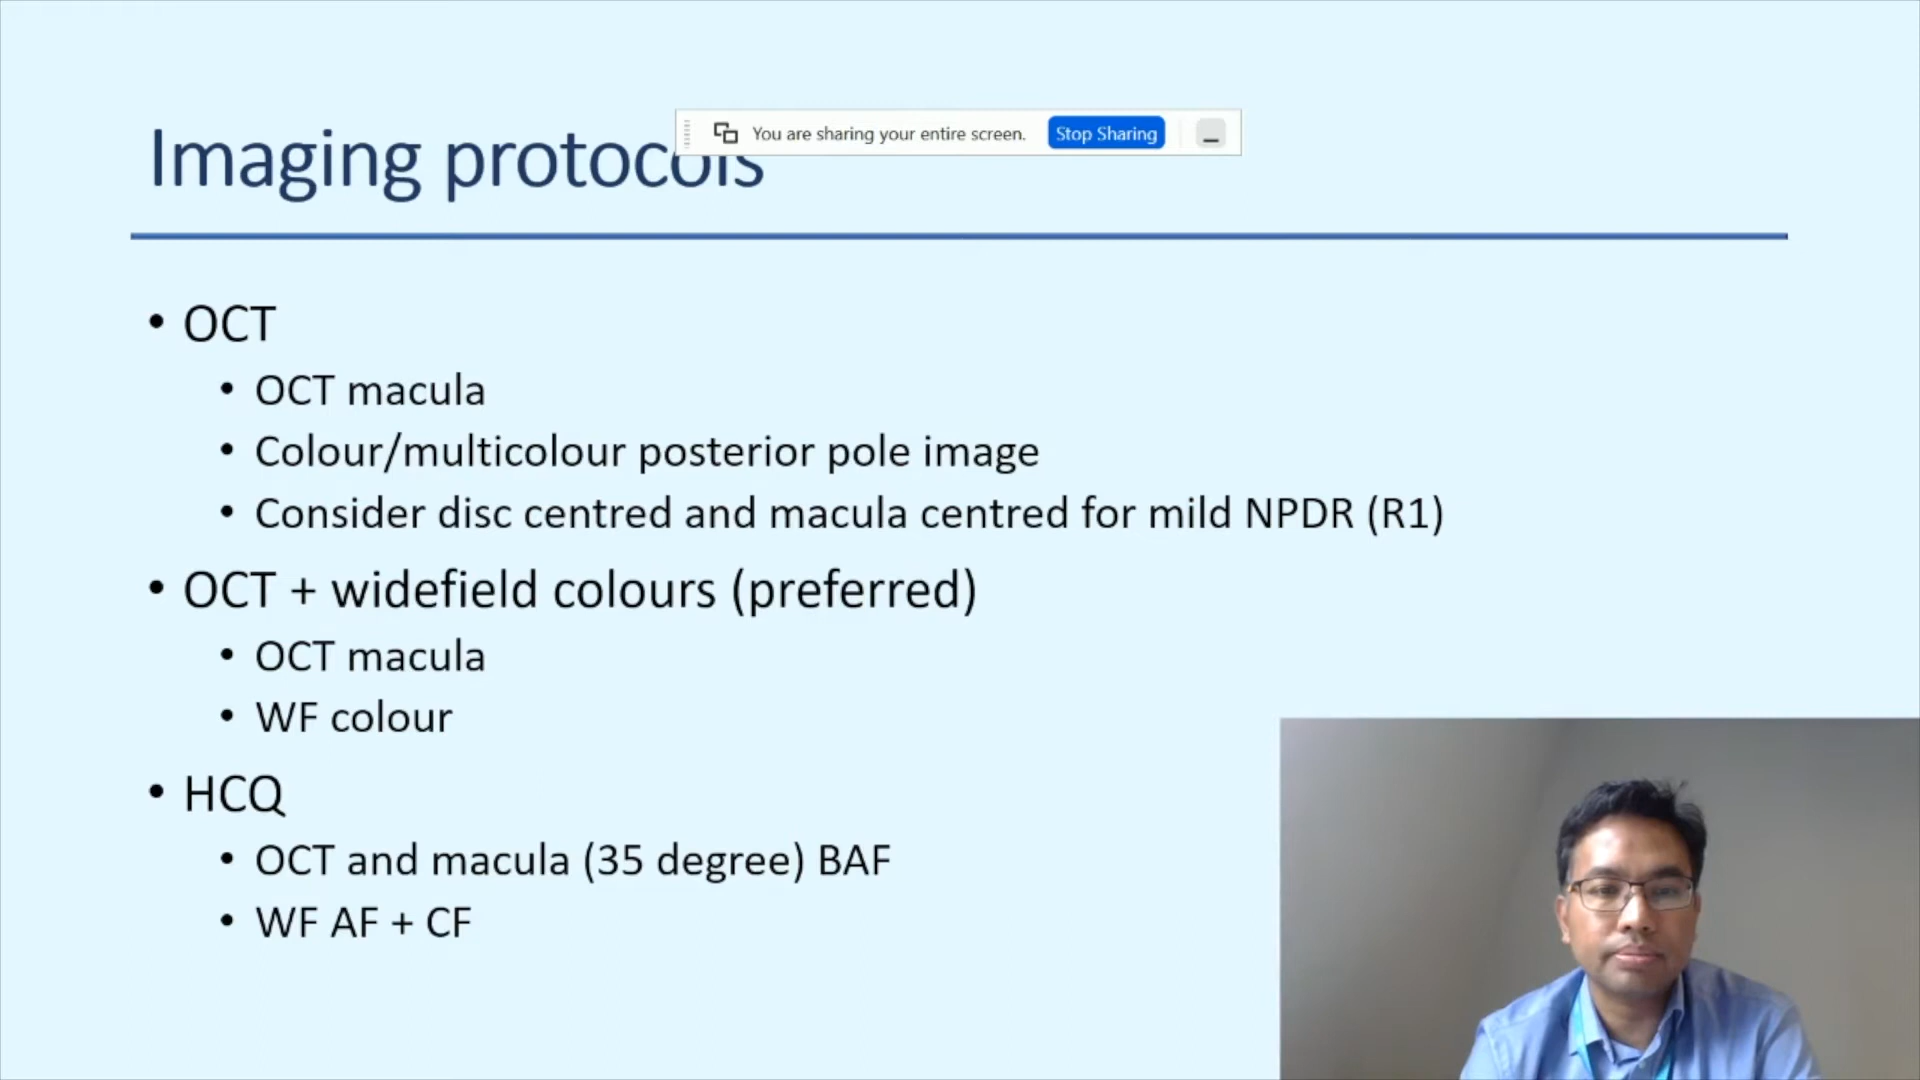 You are sharing your entire screen. Stop Sharing
Imaging protocols
• OCT
• OCT macula
• Colour/multicolour posterior pole image
• Consider disc centred and macula centred for mild NPDR (R1)
• OCT + widefield colours (preferred)
• OCT macula
• WF colour
• HCQ
• OCT and macula (35 degree) BAF
• WF AF + CF